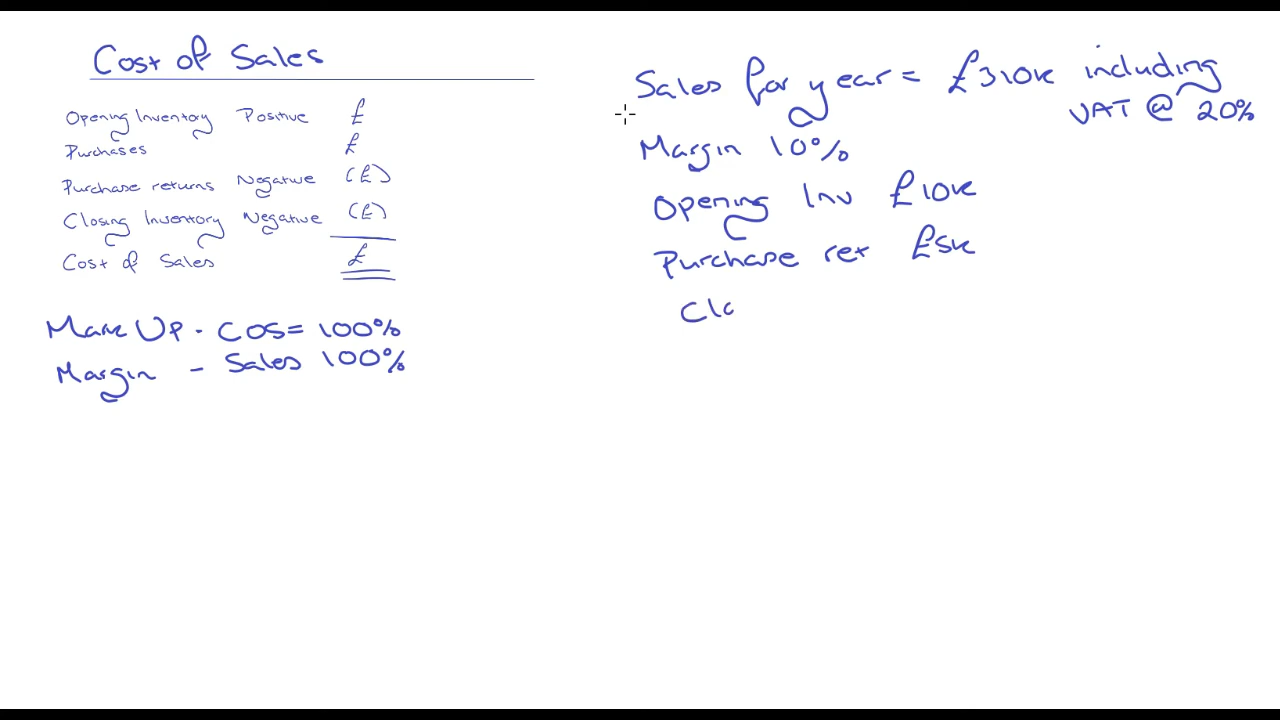 Cost of Sales
Opening Inventory Positive £
Purchases £
Purchase returns Negative (£)
Closing Inventory Negative (£)
Cost of Sales £
Mark Up - COS = 100%
Margin - Sales 100%
Sales for year = £310k including
VAT @ 20%
Margin 10%
Opening Inv £10k
Purchase ret £5k
Clo